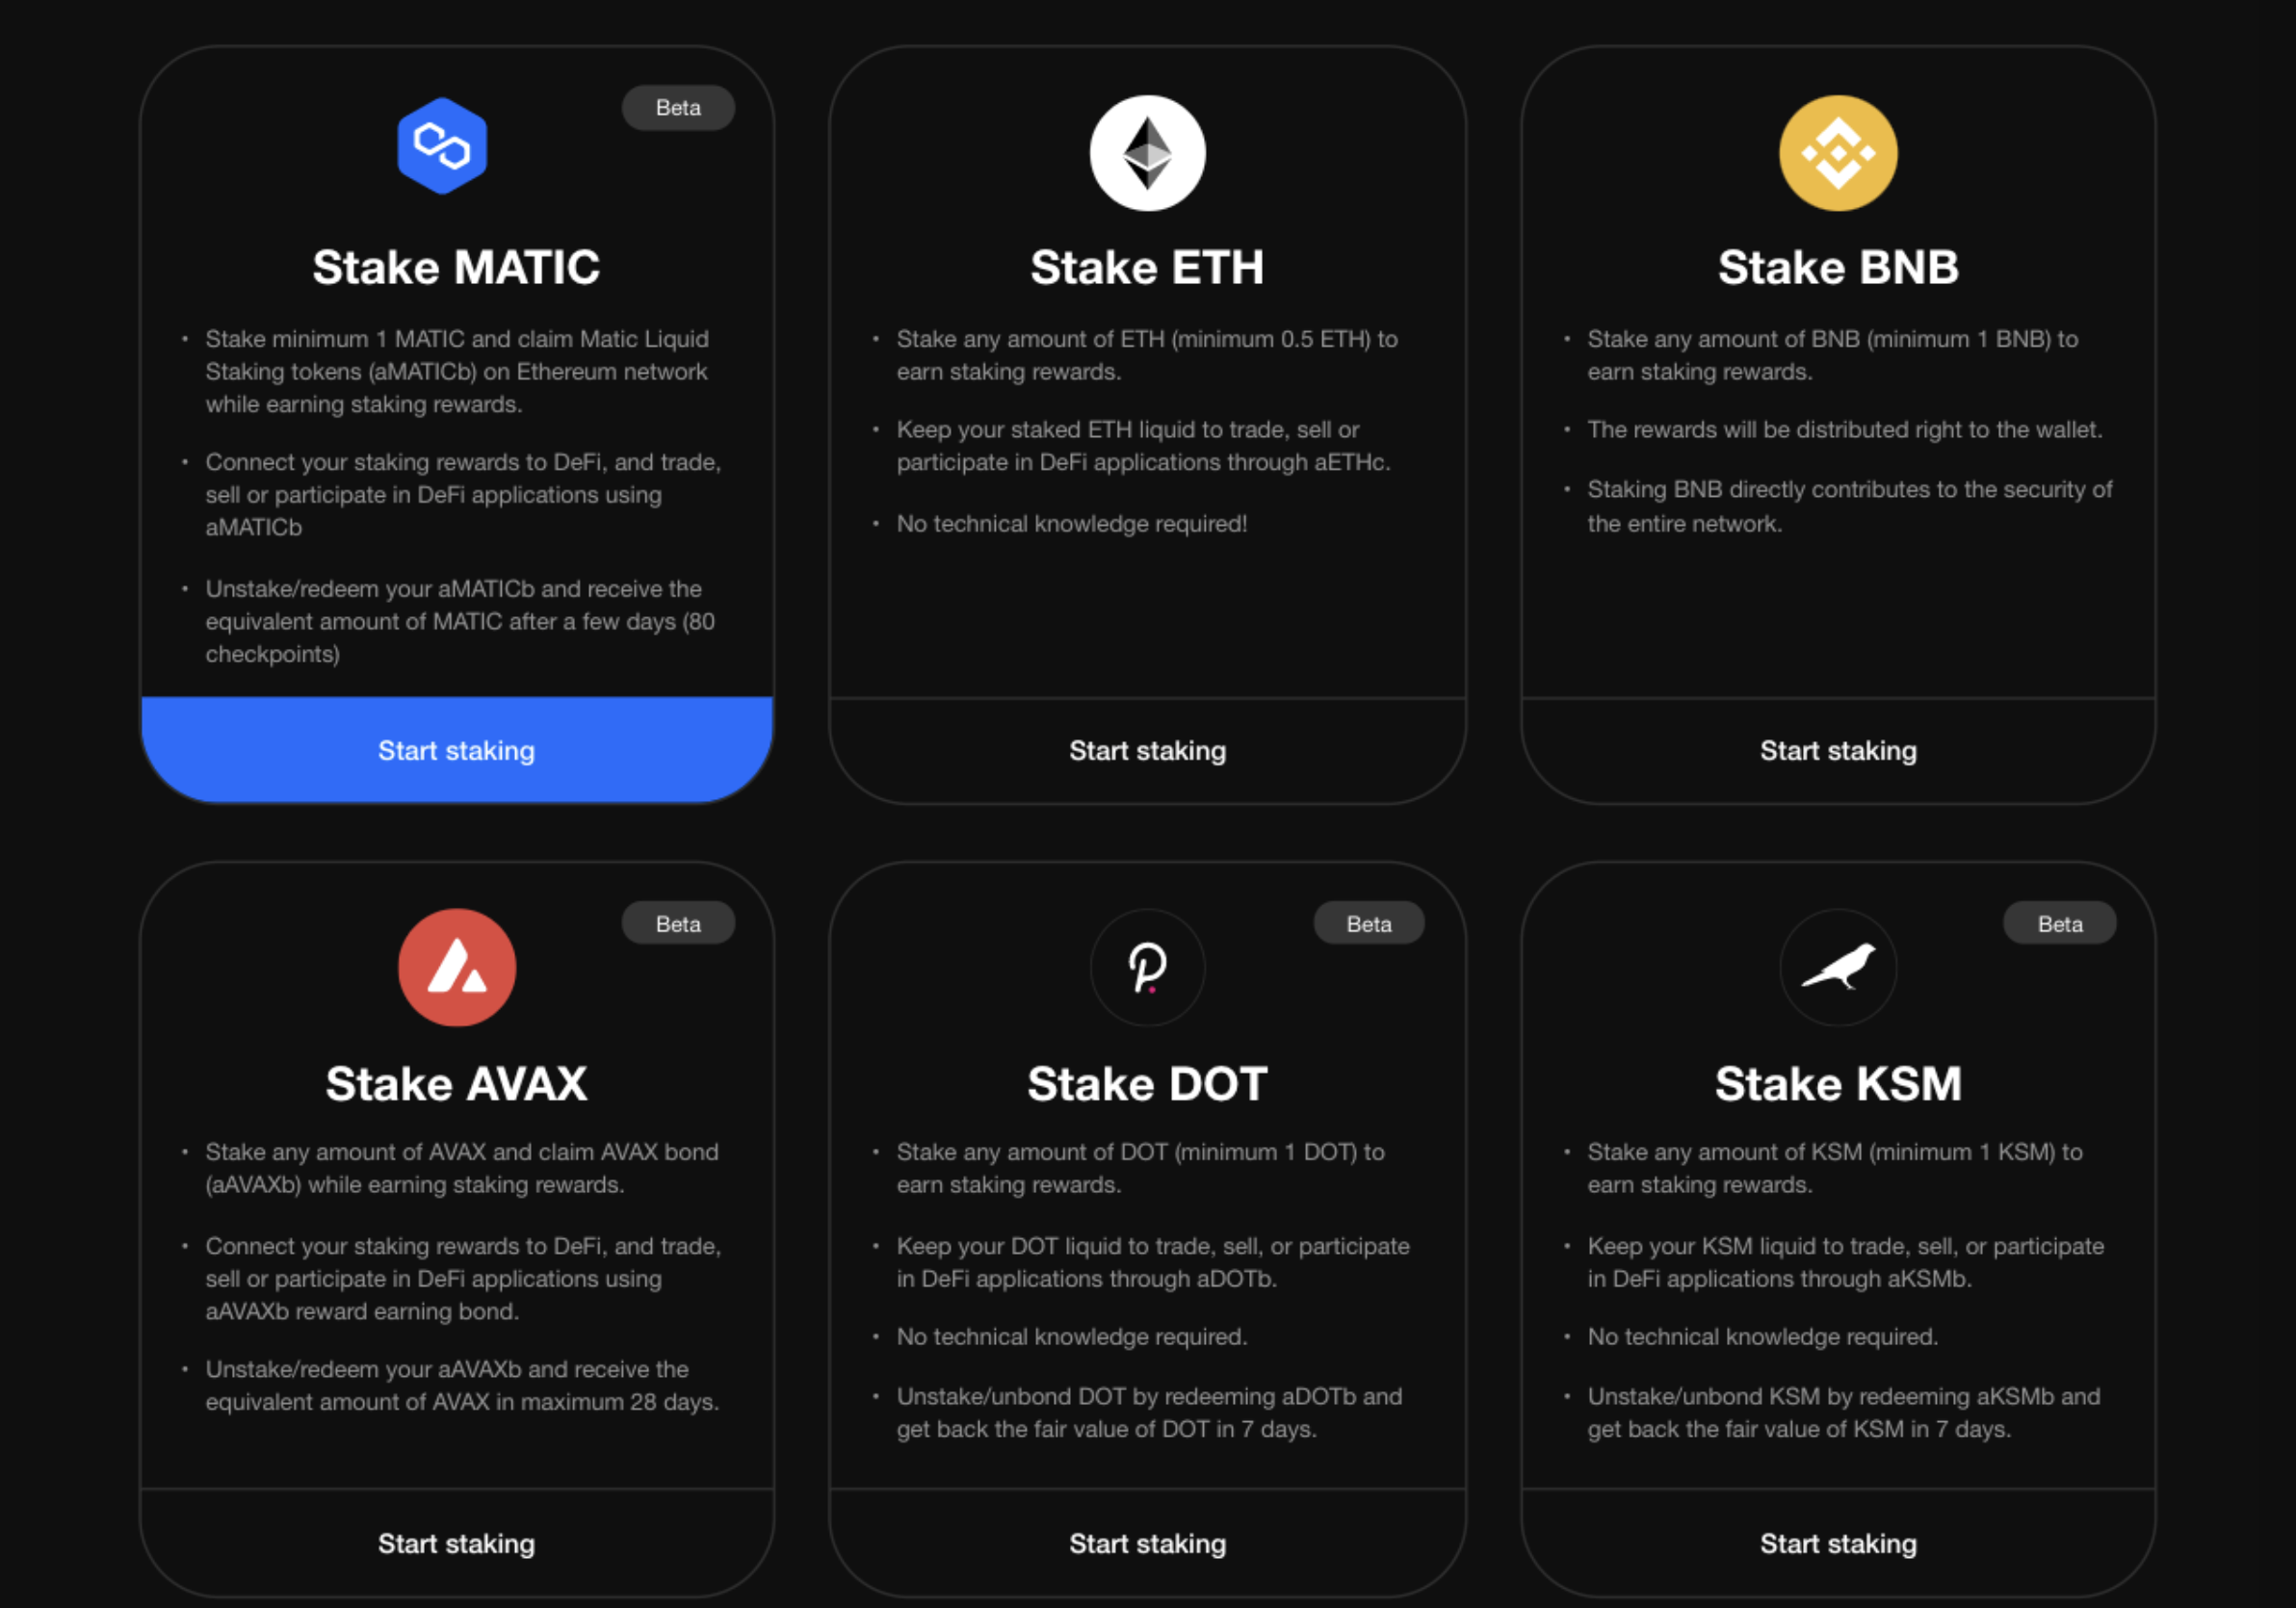 Beta
Stake MATIC
• Stake minimum 1 MATIC and claim Matic Liquid
Staking tokens (aMATICb) on Ethereum network
while earning staking rewards.
• Connect your staking rewards to DeFi, and trade,
sell or participate in DeFi applications using
aMATICb
• Unstake/redeem your aMATICb and receive the
equivalent amount of MATIC after a few days (80
checkpoints)
Start staking
Stake ETH
• Stake any amount of ETH (minimum 0.5 ETH) to
earn staking rewards.
• Keep your staked ETH liquid to trade, sell or
participate in DeFi applications through aETHc.
• No technical knowledge required!
Start staking
Stake BNB
• Stake any amount of BNB (minimum 1 BNB) to
earn staking rewards.
• The rewards will be distributed right to the wallet.
• Staking BNB directly contributes to the security of
the entire network.
Start staking
Beta
Stake AVAX
• Stake any amount of AVAX and claim AVAX bond
(aAVAXb) while earning staking rewards.
• Connect your staking rewards to DeFi, and trade,
sell or participate in DeFi applications using
aAVAXb reward earning bond.
• Unstake/redeem your aAVAXb and receive the
equivalent amount of AVAX in maximum 28 days.
Start staking
Beta
Stake DOT
• Stake any amount of DOT (minimum 1 DOT) to
earn staking rewards.
• Keep your DOT liquid to trade, sell, or participate
in DeFi applications through aDOTb.
• No technical knowledge required.
• Unstake/unbond DOT by redeeming aDOTb and
get back the fair value of DOT in 7 days.
Start staking
Beta
Stake KSM
• Stake any amount of KSM (minimum 1 KSM) to
earn staking rewards.
• Keep your KSM liquid to trade, sell, or participate
in DeFi applications through aKSMb.
• No technical knowledge required.
• Unstake/unbond KSM by redeeming aKSMb and
get back the fair value of KSM in 7 days.
Start staking